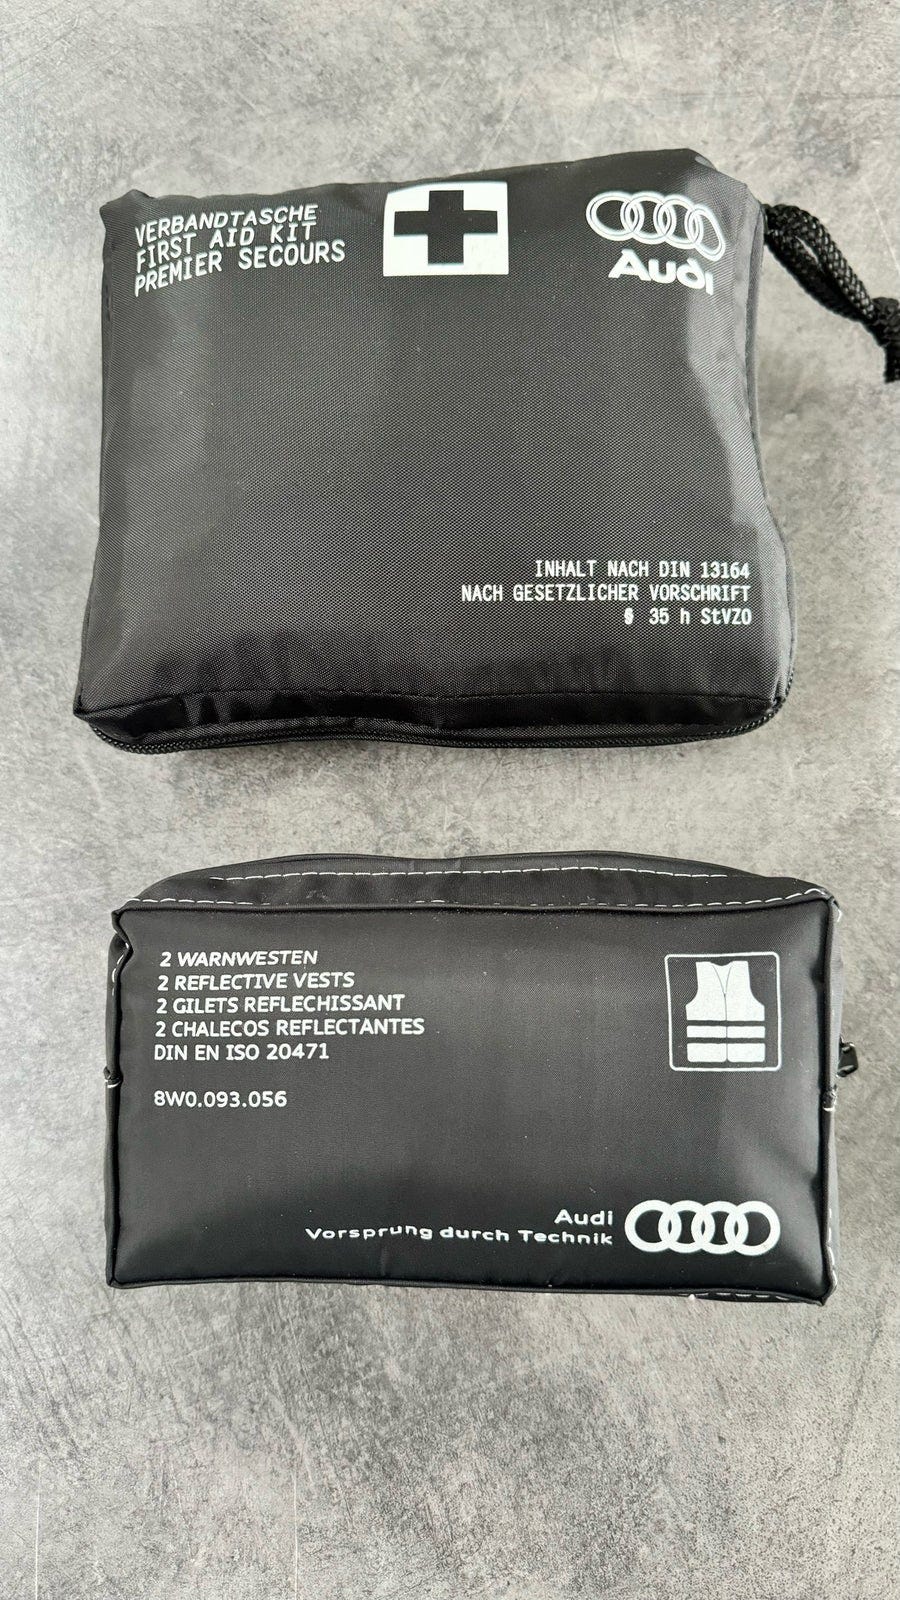 VERBANDTASCHE
FIRST AID KIT
PREMIER SECOURS
Audi
INHALT NACH DIN 13164
NACH GESETZLICHER VORSCHRIFT
§ 35 h StVZO
2 WARNWESTEN
2 REFLECTIVE VESTS
2 GILETS REFLECHISSANT
2 CHALECOS REFLECTANTES
DIN EN ISO 20471
8W0.093.056
Audi
Vorsprung durch Technik